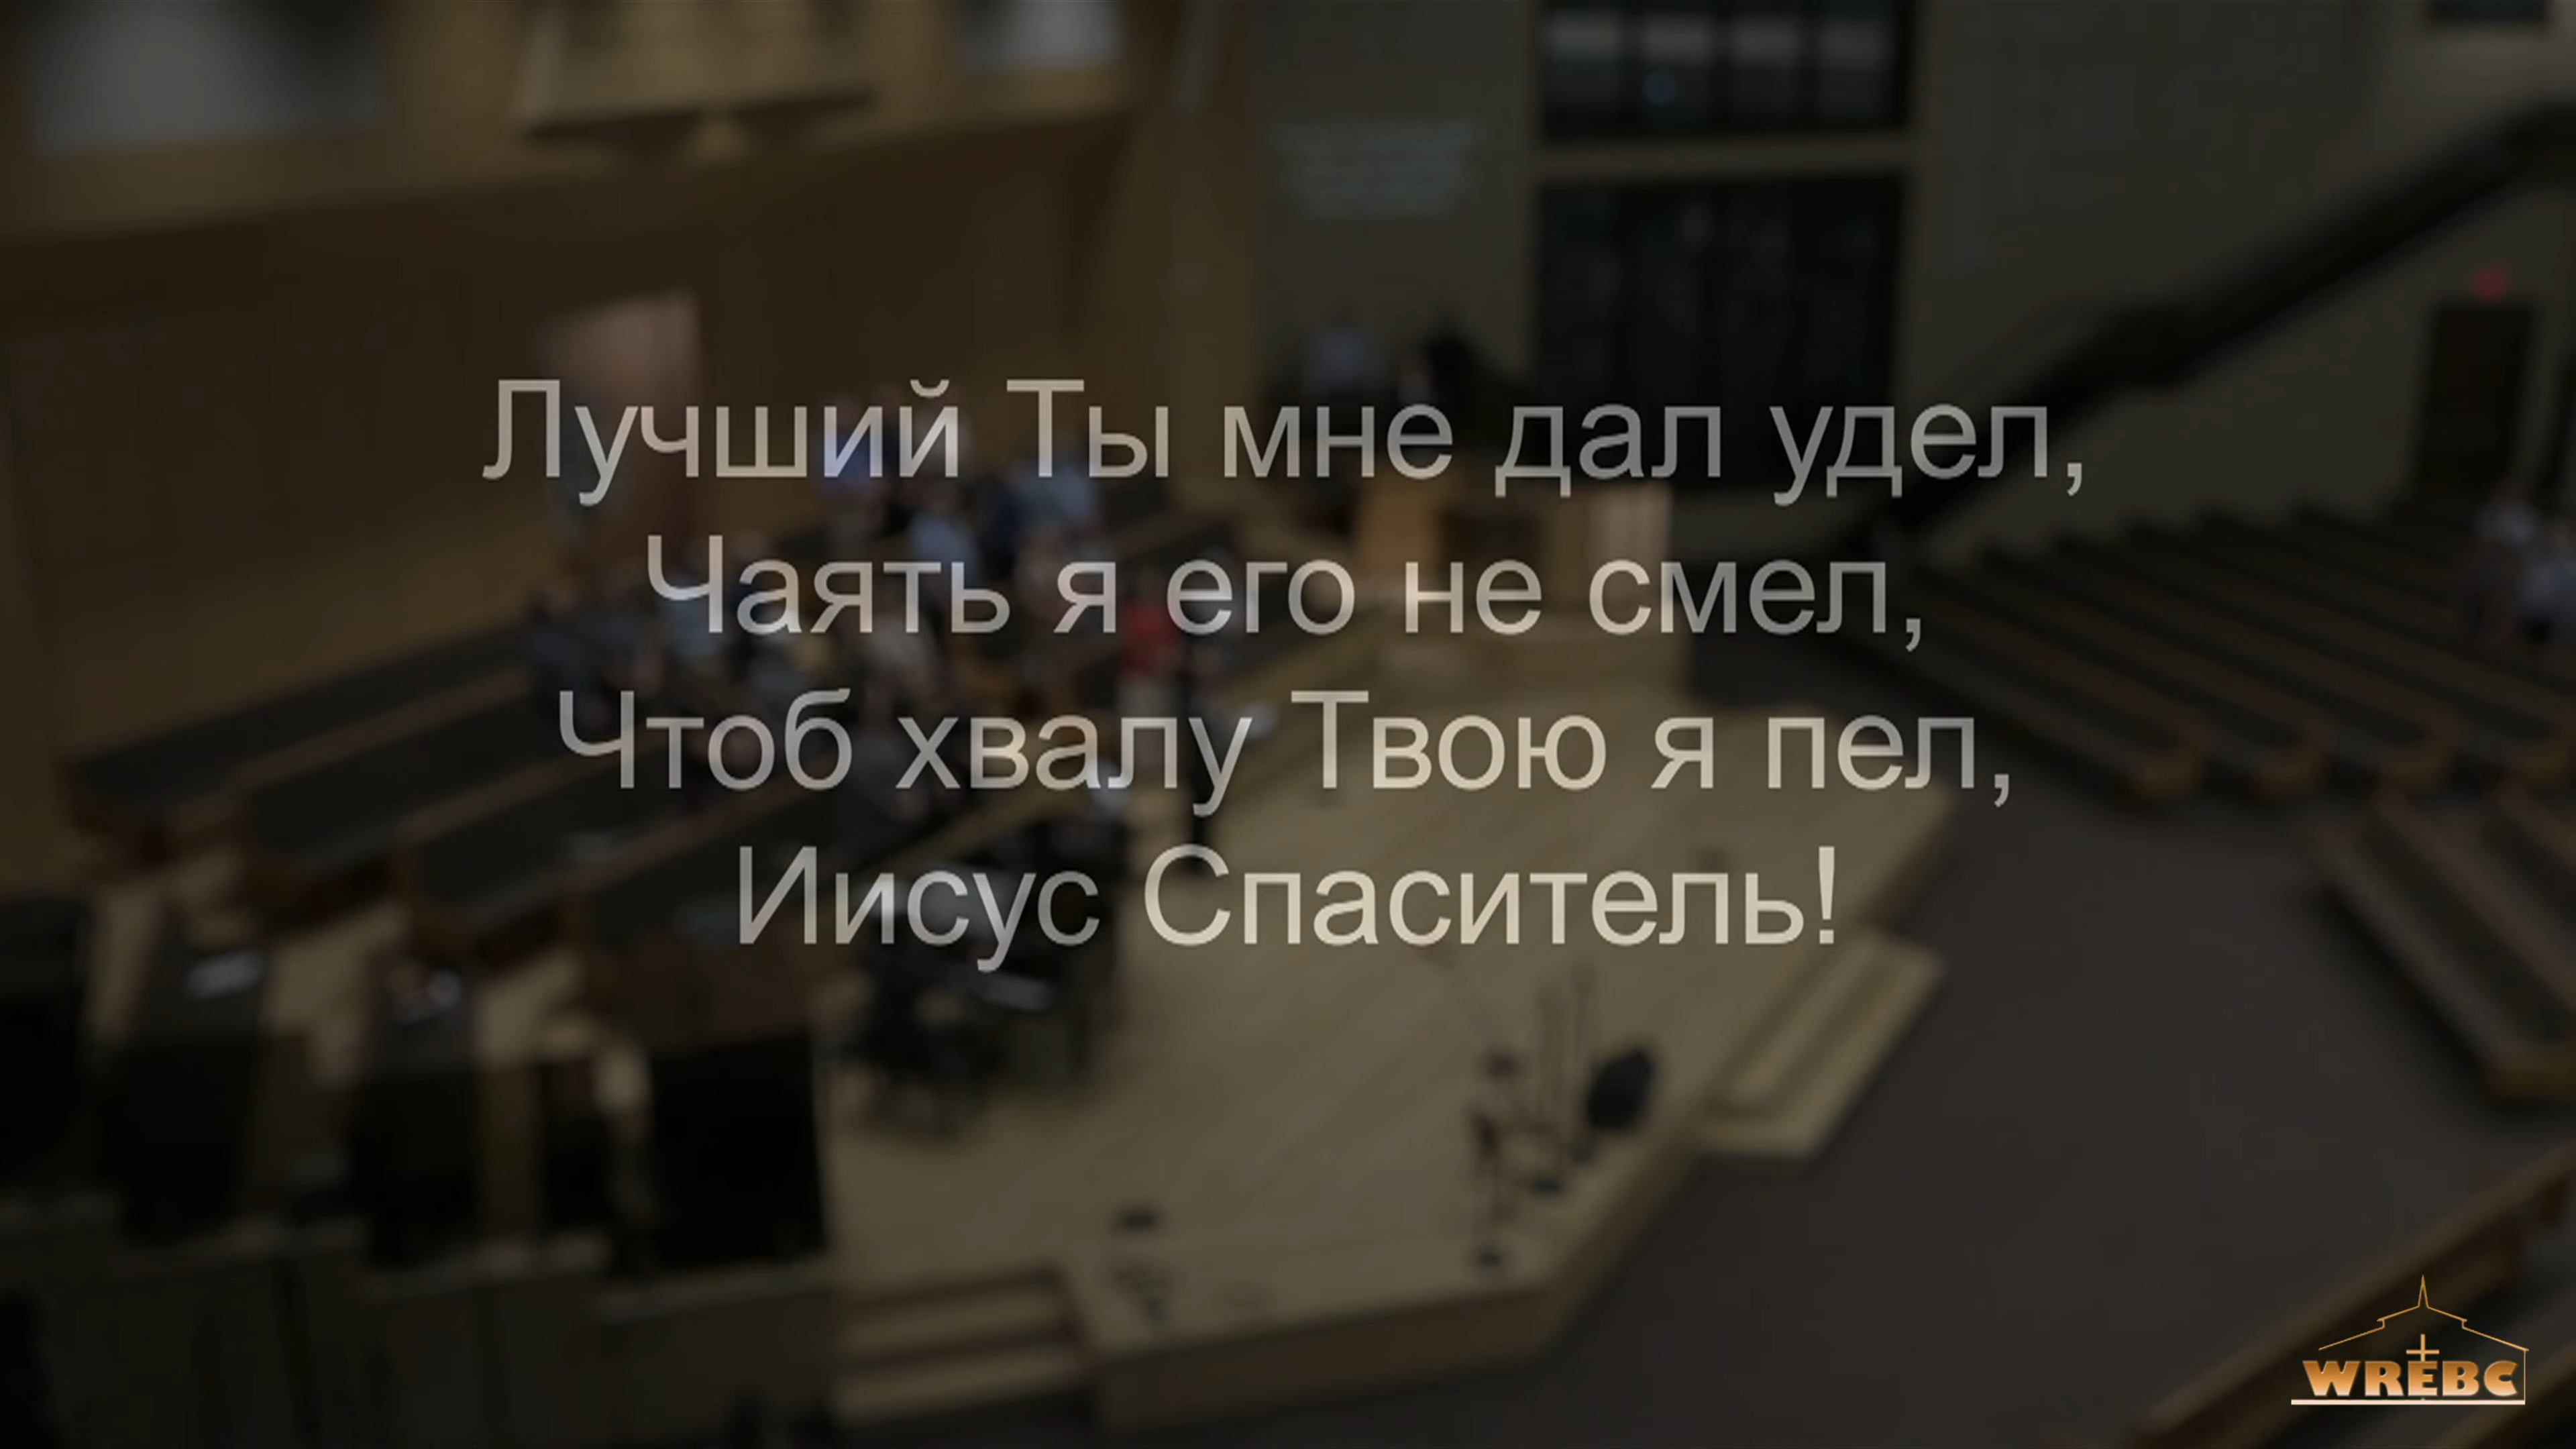 Лучший Ты мне дал удел,
Чаять я его не смел,
Чтоб хвалу Твою я пел,
Иисус Спаситель!
WREBC